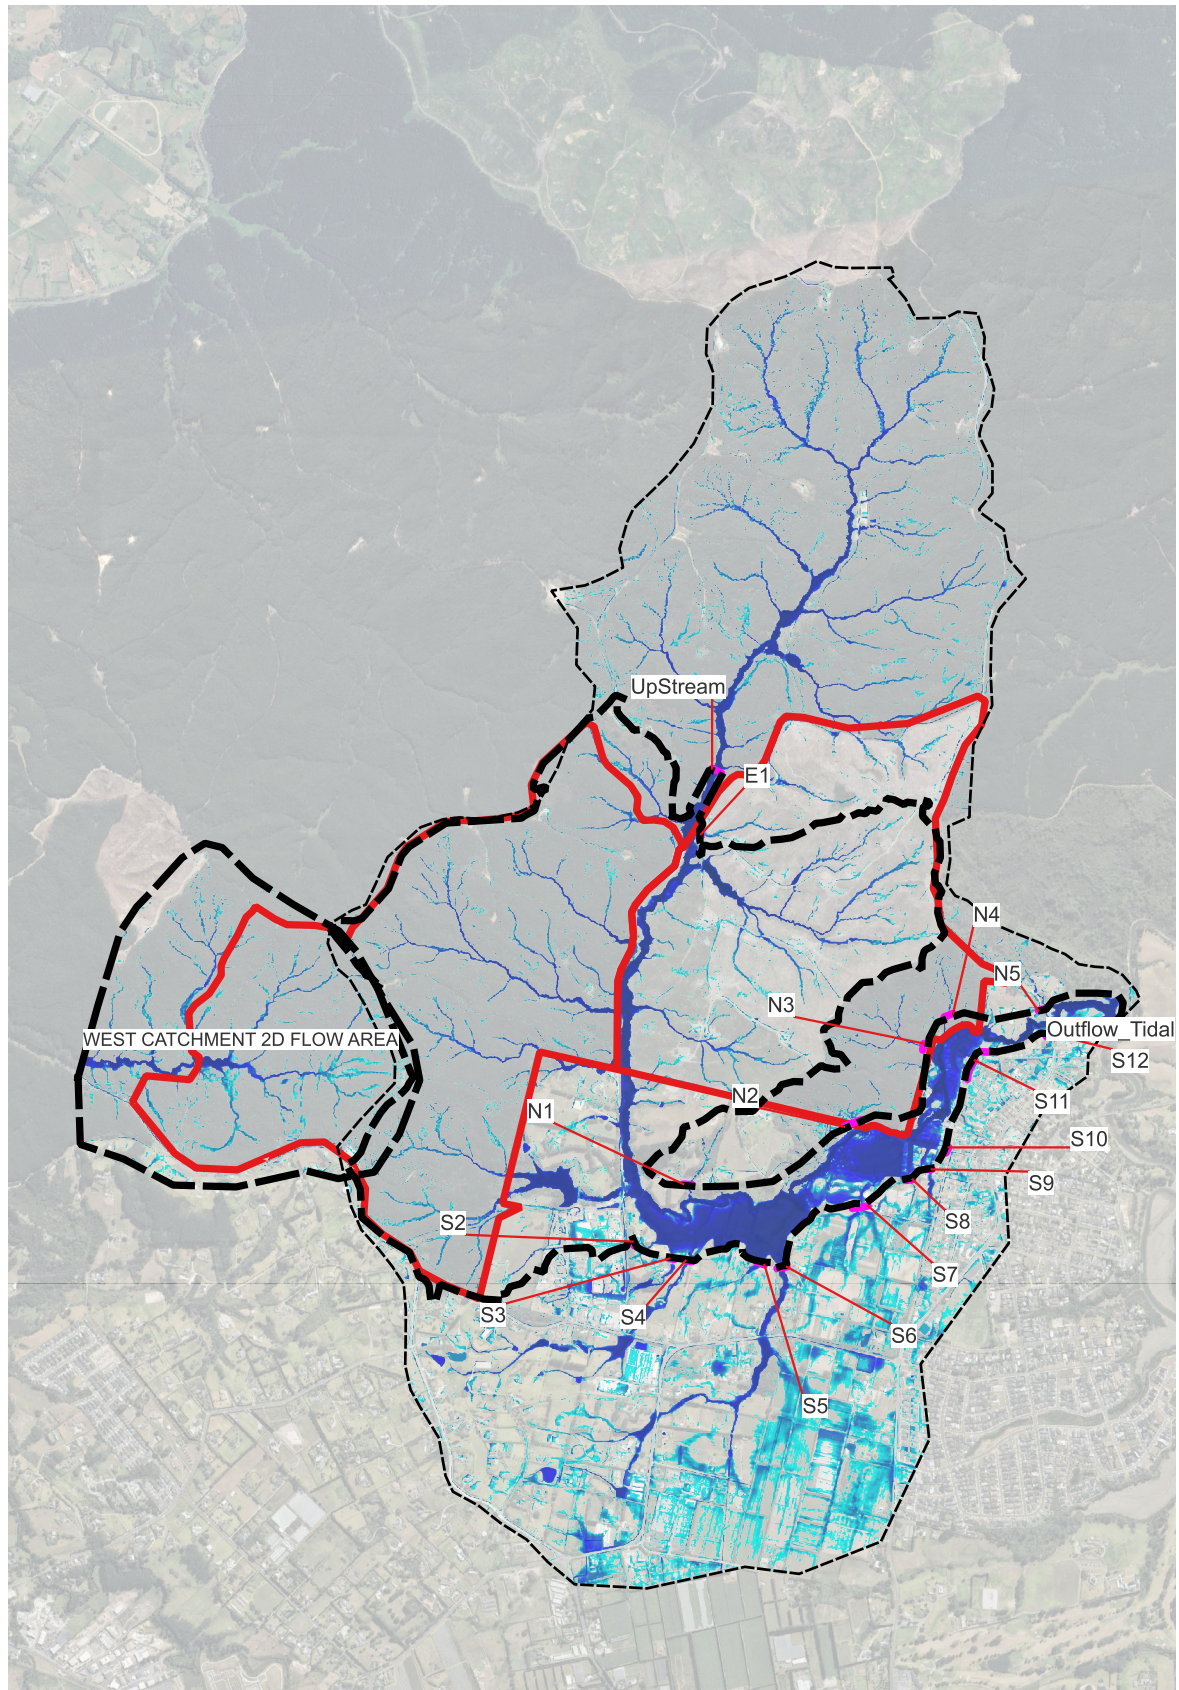 UpStream
E1
N4
N5
N3
Outflow_Tidal
WEST CATCHMENT 2D FLOW AREA
S12
N2
S11
N1
S10
S9
S2
S8
S7
S3
S4
S6
S5